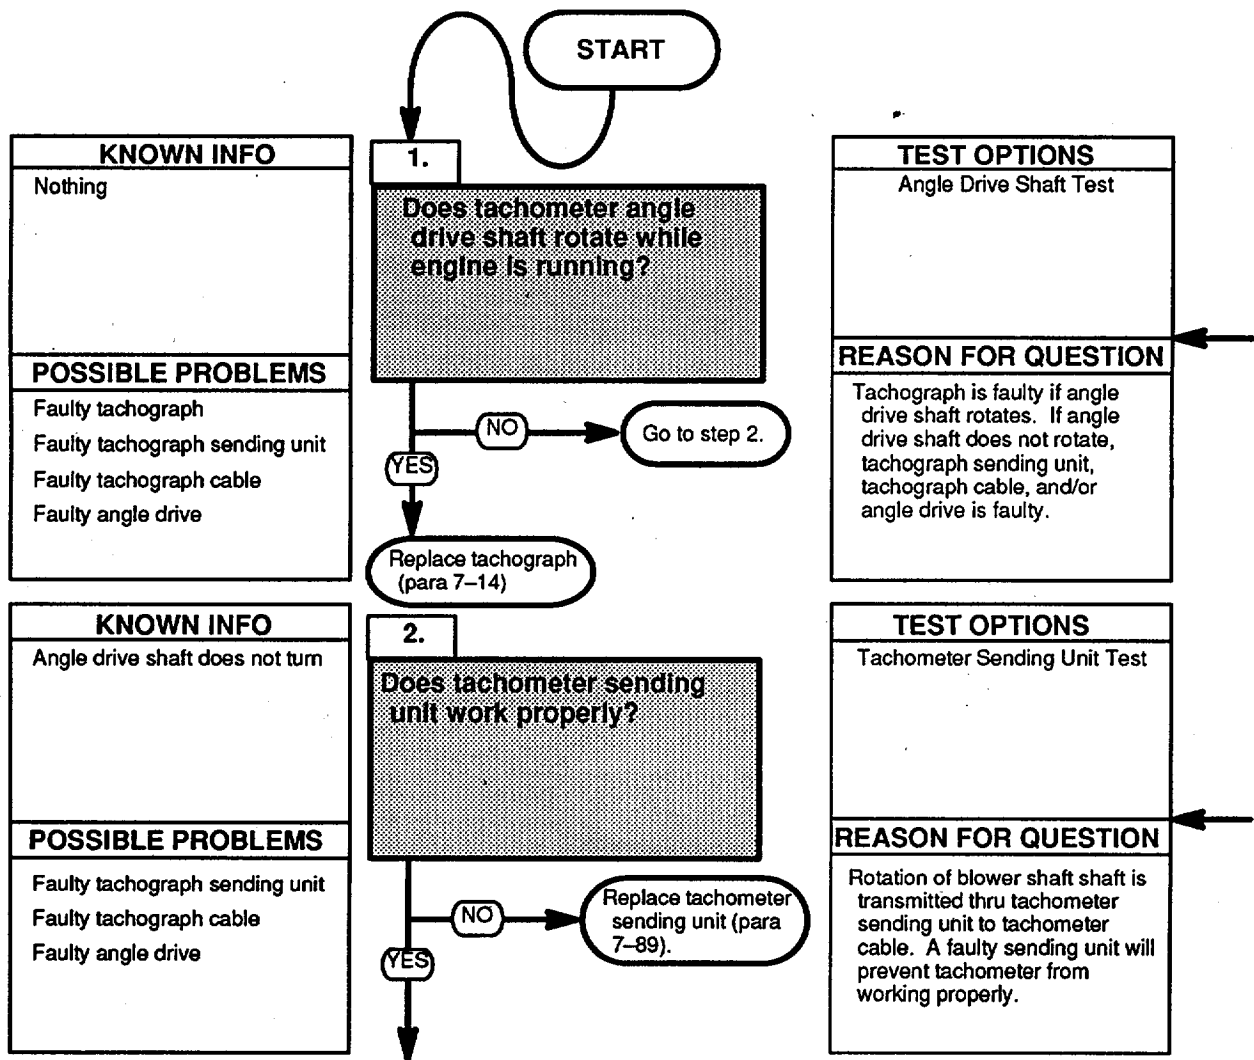 START
KNOWN INFO
Nothing
POSSIBLE PROBLEMS
Faulty tachograph
Faulty tachograph sending unit
Faulty tachograph cable
Faulty angle drive
1.
Does tachometer angle
drive shaft rotate while
engine is running?
NO
Go to step 2.
YES
Replace tachograph
(para 7–14)
TEST OPTIONS
Angle Drive Shaft Test
REASON FOR QUESTION
Tachograph is faulty if angle
drive shaft rotates. If angle
drive shaft does not rotate,
tachograph sending unit,
tachograph cable, and/or
angle drive is faulty.
KNOWN INFO
Angle drive shaft does not turn
POSSIBLE PROBLEMS
Faulty tachograph sending unit
Faulty tachograph cable
Faulty angle drive
2.
Does tachometer sending
unit work properly?
NO
Replace tachometer
sending unit (para
7–89).
YES
TEST OPTIONS
Tachometer Sending Unit Test
REASON FOR QUESTION
Rotation of blower shaft shaft is
transmitted thru tachometer
sending unit to tachometer
cable. A faulty sending unit will
prevent tachometer from
working properly.